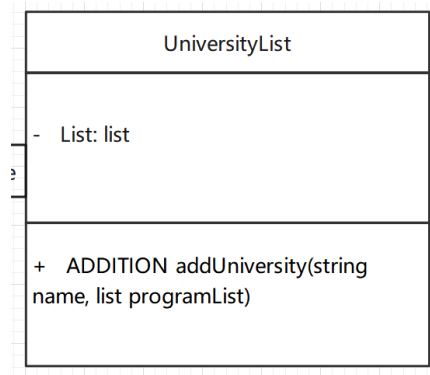 UniversityList
- List: list
e
+ ADDITION addUniversity(string
name, list programList)